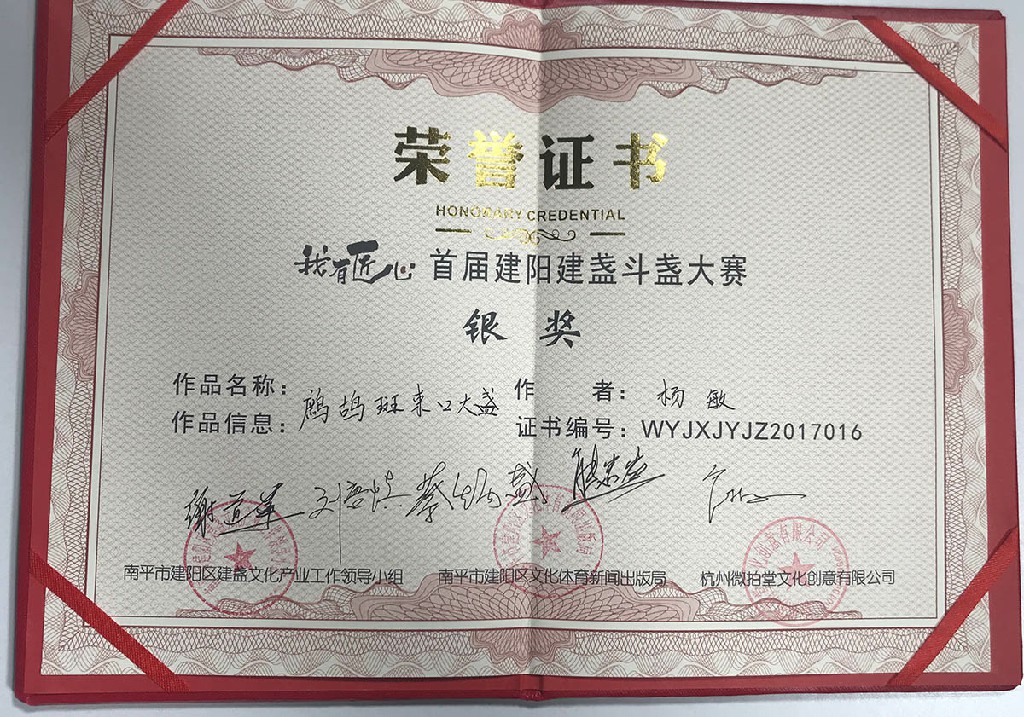 荣誉证书
HONORARY CREDENTIAL
我有匠心 首届建阳建盏斗盏大赛
银奖
作品名称： 作 者： 杨敏
鹧鸪斑束口大盏
作品信息： 证书编号：WYJXJYJZ2017016
南平市建阳区建盏文化产业工作领导小组 南平市建阳区文化体育新闻出版局 杭州微拍堂文化创意有限公司